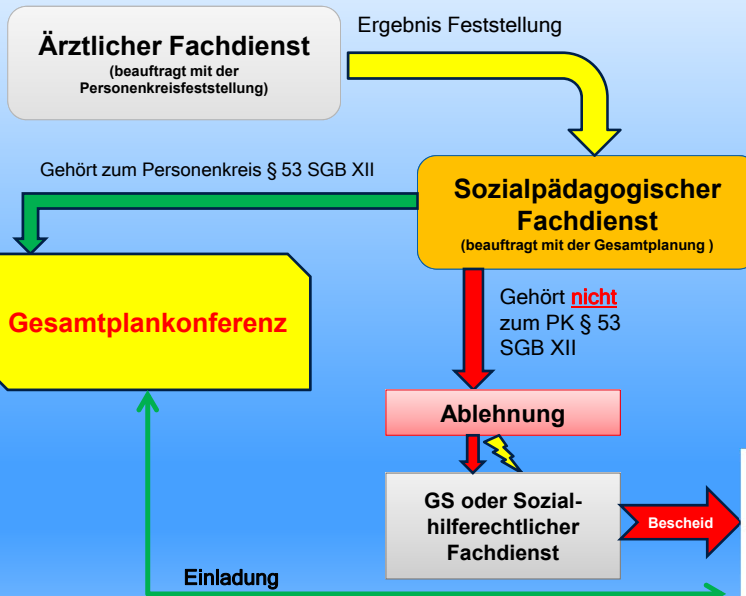 Ärztlicher Fachdienst
(beauftragt mit der
Personenkreisfeststellung)
Ergebnis Feststellung
Gehört zum Personenkreis § 53 SGB XII
Sozialpädagogischer
Fachdienst
(beauftragt mit der Gesamtplanung )
Gesamtplankonferenz
Gehört nicht
zum PK § 53
SGB XII
Ablehnung
GS oder Sozial-
hilferechtlicher
Fachdienst
Bescheid
Einladung